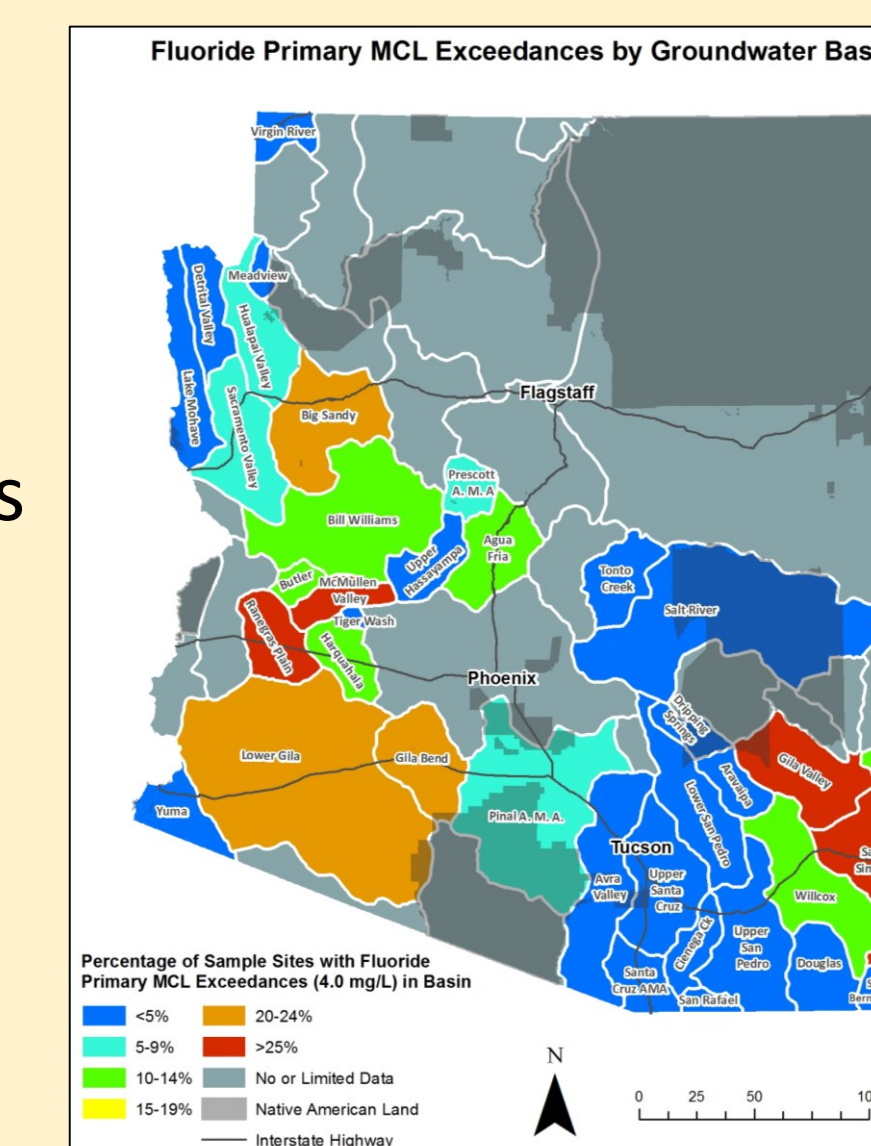 s
Fluoride Primary MCL Exceedances by Groundwater Bas
Virgin River
Meadview
Detrital Valley
Hualapai Valley
Lake Mohave
Sacramento Valley
Big Sandy
Flagstaff
Prescott
A. M. A
Bill Williams
Agua
Fria
Upper
Hassayampa
Butler
McMullen
Valley
Tiger Wash
Ranegras Plain
Harquahala
Tonto
Creek
Salt River
Phoenix
Dripping
Springs
Lower Gila
Gila Bend
Gila Valley
Aravaipa
Lower San Pedro
Yuma
Pinal A. M. A.
Tucson
Avra
Valley
Upper
Santa
Cruz
Sa
Sin
Willcox
Cienega Ck
Upper
San
Pedro
Douglas
Santa
Cruz AMA
San Rafael
S
Bern
Percentage of Sample Sites with Fluoride
Primary MCL Exceedances (4.0 mg/L) in Basin
<5%
20-24%
5-9%
>25%
10-14%
No or Limited Data
15-19%
Native American Land
Interstate Highway
N
0 25 50 10